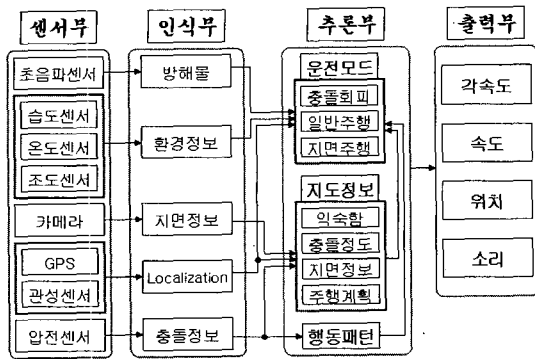 센서부
인식부
추론부
출력부
초음파센서
습도센서
온도센서
조도센서
카메라
GPS
관성센서
압전센서
방해물
환경정보
지면정보
Localization
충돌정보
운전모드
충돌회피
일반주행
지면주행
지도정보
익숙함
충돌정도
지면정보
주행계획
행동패턴
각속도
속도
위치
소리